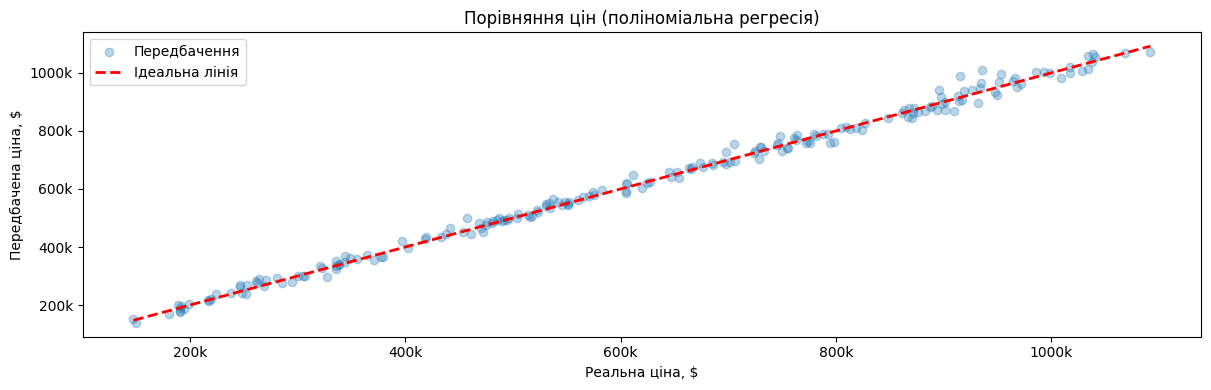 Порівняння цін (поліноміальна регресія)
Передбачення
Ідеальна лінія
Передбачена ціна, $
1000k
800k
600k
400k
200k
200k
400k
600k
800k
1000k
Реальна ціна, $